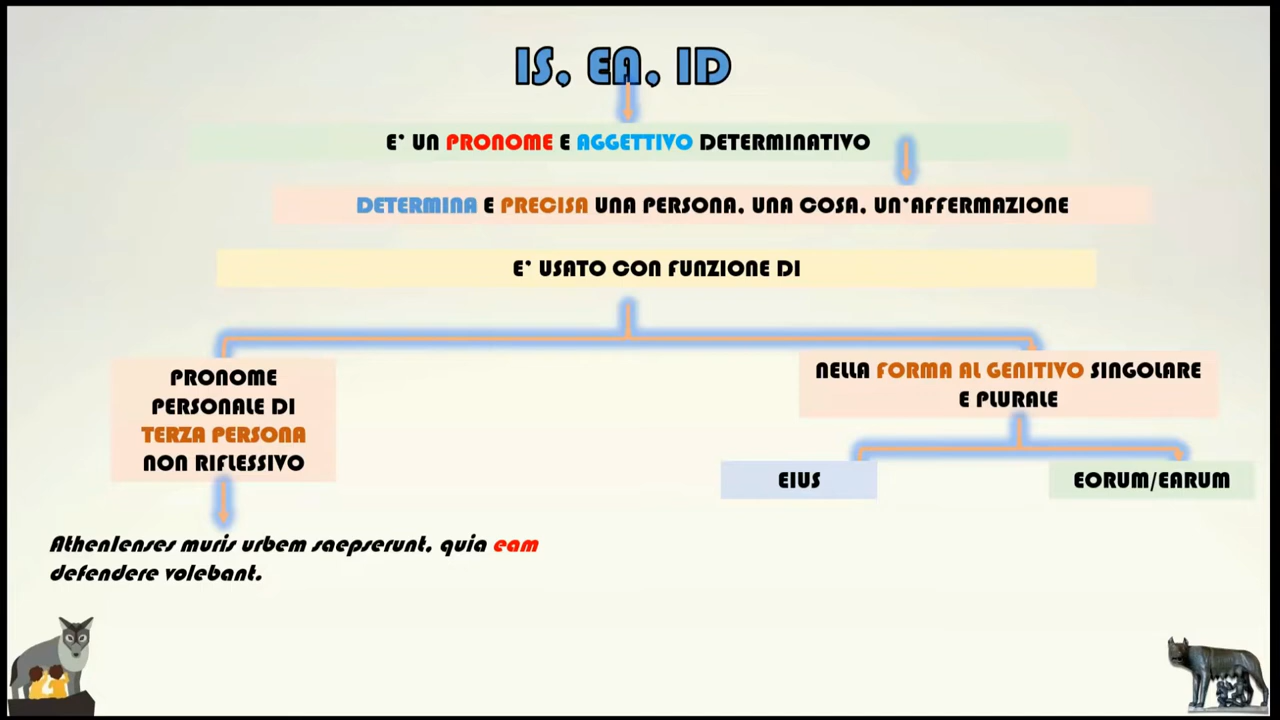 IS, EA, ID
E' UN PRONOME E AGGETTIVO DETERMINATIVO
DETERMINA E PRECISA UNA PERSONA, UNA COSA, UN'AFFERMAZIONE
E' USATO CON FUNZIONE DI
PRONOME
PERSONALE DI
TERZA PERSONA
NON RIFLESSIVO
NELLA FORMA AL GENITIVO SINGOLARE
E PLURALE
EIUS
EORUM/EARUM
Athenienses muris urbem saepserunt, quia eam
defendere volebant.